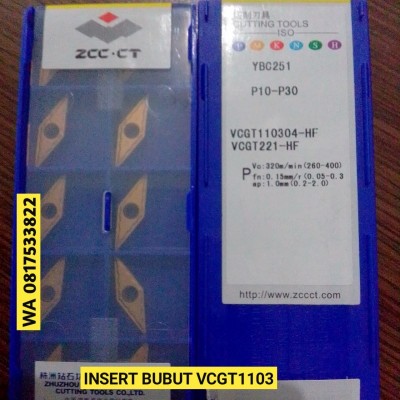 ZCC·CT
CUTTING TOOLS
ISO
P M K N S H
YBC251
P10-P30
VCGT110304-HF
VCGT221-HF
P
Vc:320m/min(260-400)
fn:0.15mm/r(0.05-0.3
ap:1.0mm(0.2-2.0)
http://www.zccct.com
WA 0817533822
INSERT BUBUT VCGT1103
CUTTING TOOLS CO.,LTD.